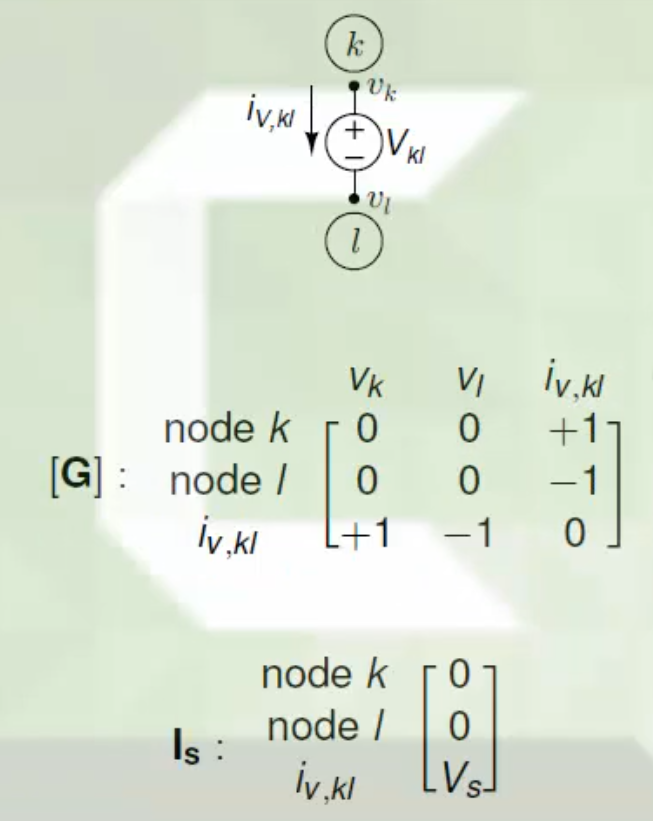 k
v_k
i_{V,kl}
+
−
V_{kl}
v_l
l
v_k v_l i_{v,kl}
node k 0 0 +1
[G] : node l 0 0 −1
i_{v,kl} +1 −1 0
node k 0
I_s : node l 0
i_{v,kl} V_s